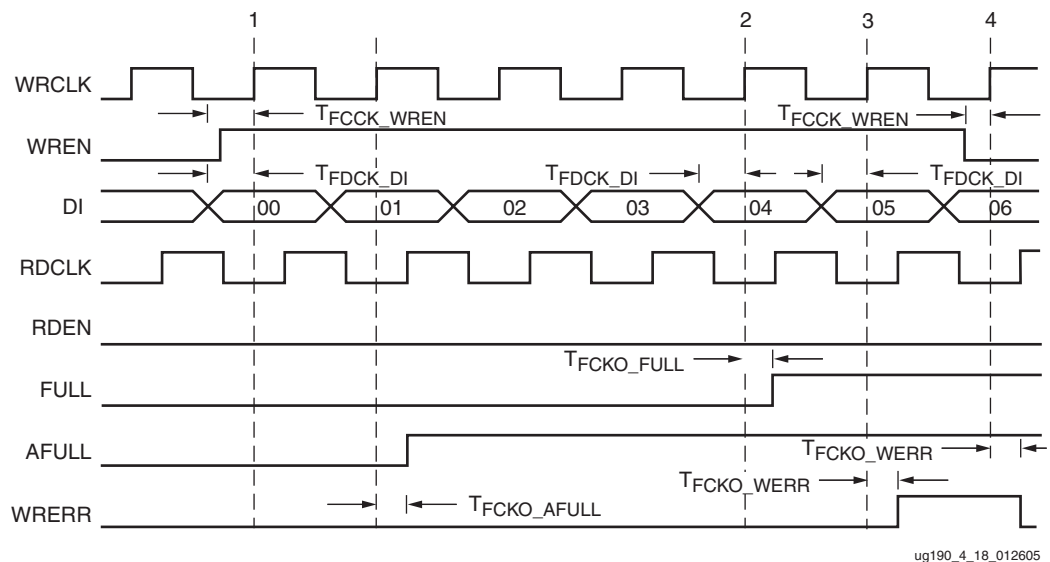 1 2 3 4
WRCLK
TFCCK_WREN TFCCK_WREN
WREN
TFDCK_DI TFDCK_DI TFDCK_DI
DI 00 01 02 03 04 05 06
RDCLK
RDEN
TFCKO_FULL
FULL
AFULL
TFCKO_WERR
TFCKO_WERR
TFCKO_AFULL
WRERR
ug190_4_18_012605